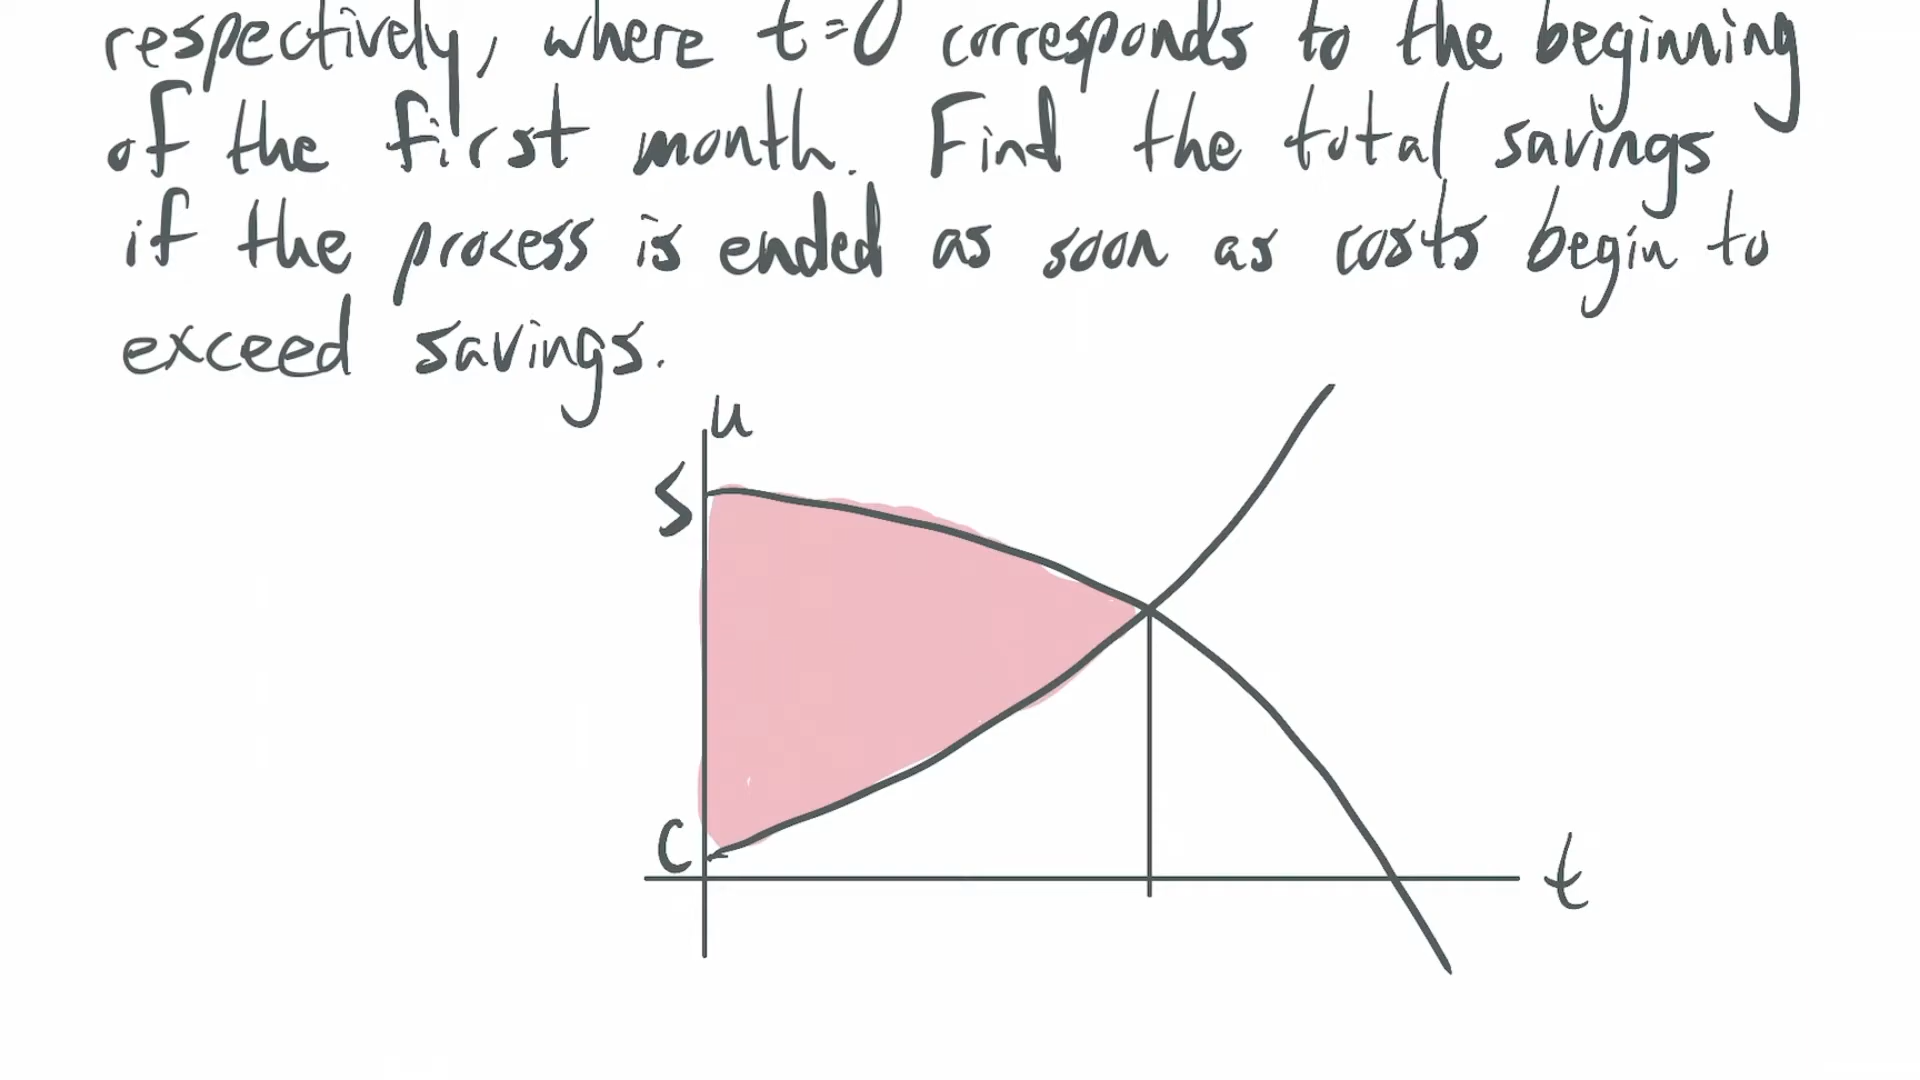 respectively, where t=0 corresponds to the beginning
of the first month. Find the total savings
if the process is ended as soon as costs begin to
exceed savings.
u
S
C
t